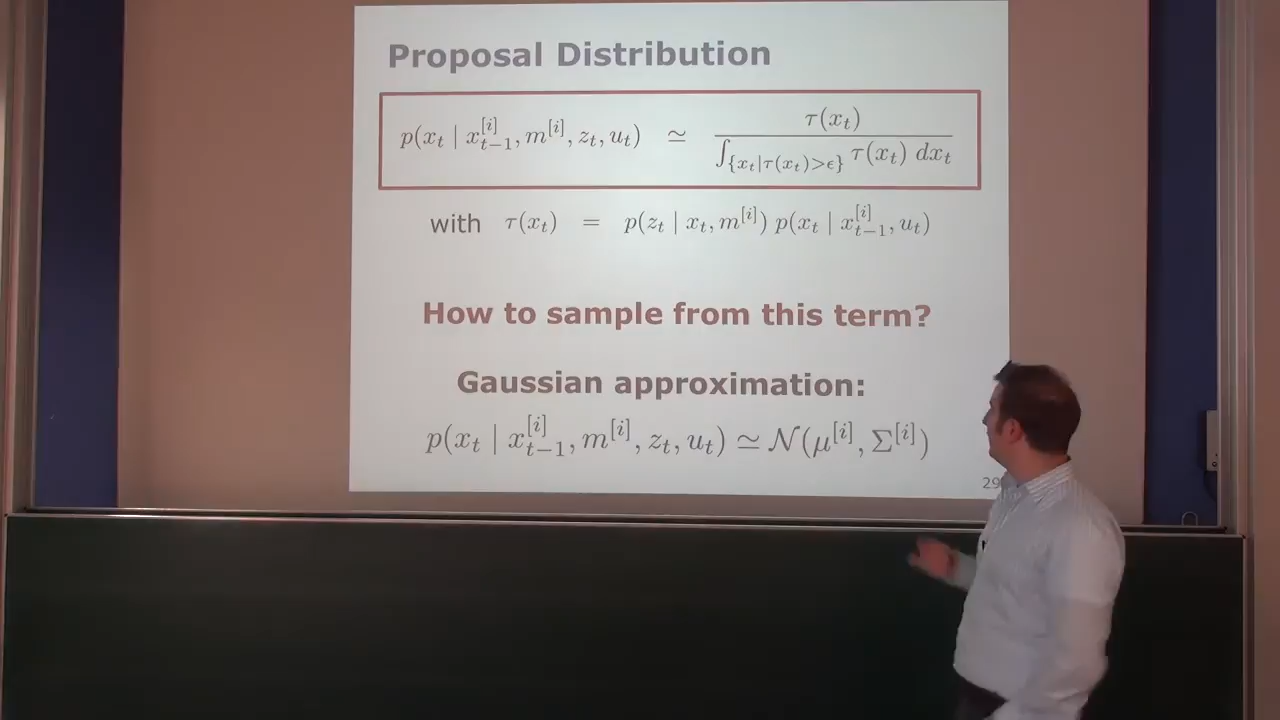 Proposal Distribution
p(x_t | x_{t-1}^{[i]}, m^{[i]}, z_t, u_t) ≃ \frac{τ(x_t)}{∫_{\{x_t|τ(x_t)>ϵ\}} τ(x_t) dx_t}
with τ(x_t) = p(z_t | x_t, m^{[i]}) p(x_t | x_{t-1}^{[i]}, u_t)
How to sample from this term?
Gaussian approximation:
p(x_t | x_{t-1}^{[i]}, m^{[i]}, z_t, u_t) ≃ 𝒩(μ^{[i]}, Σ^{[i]})
29